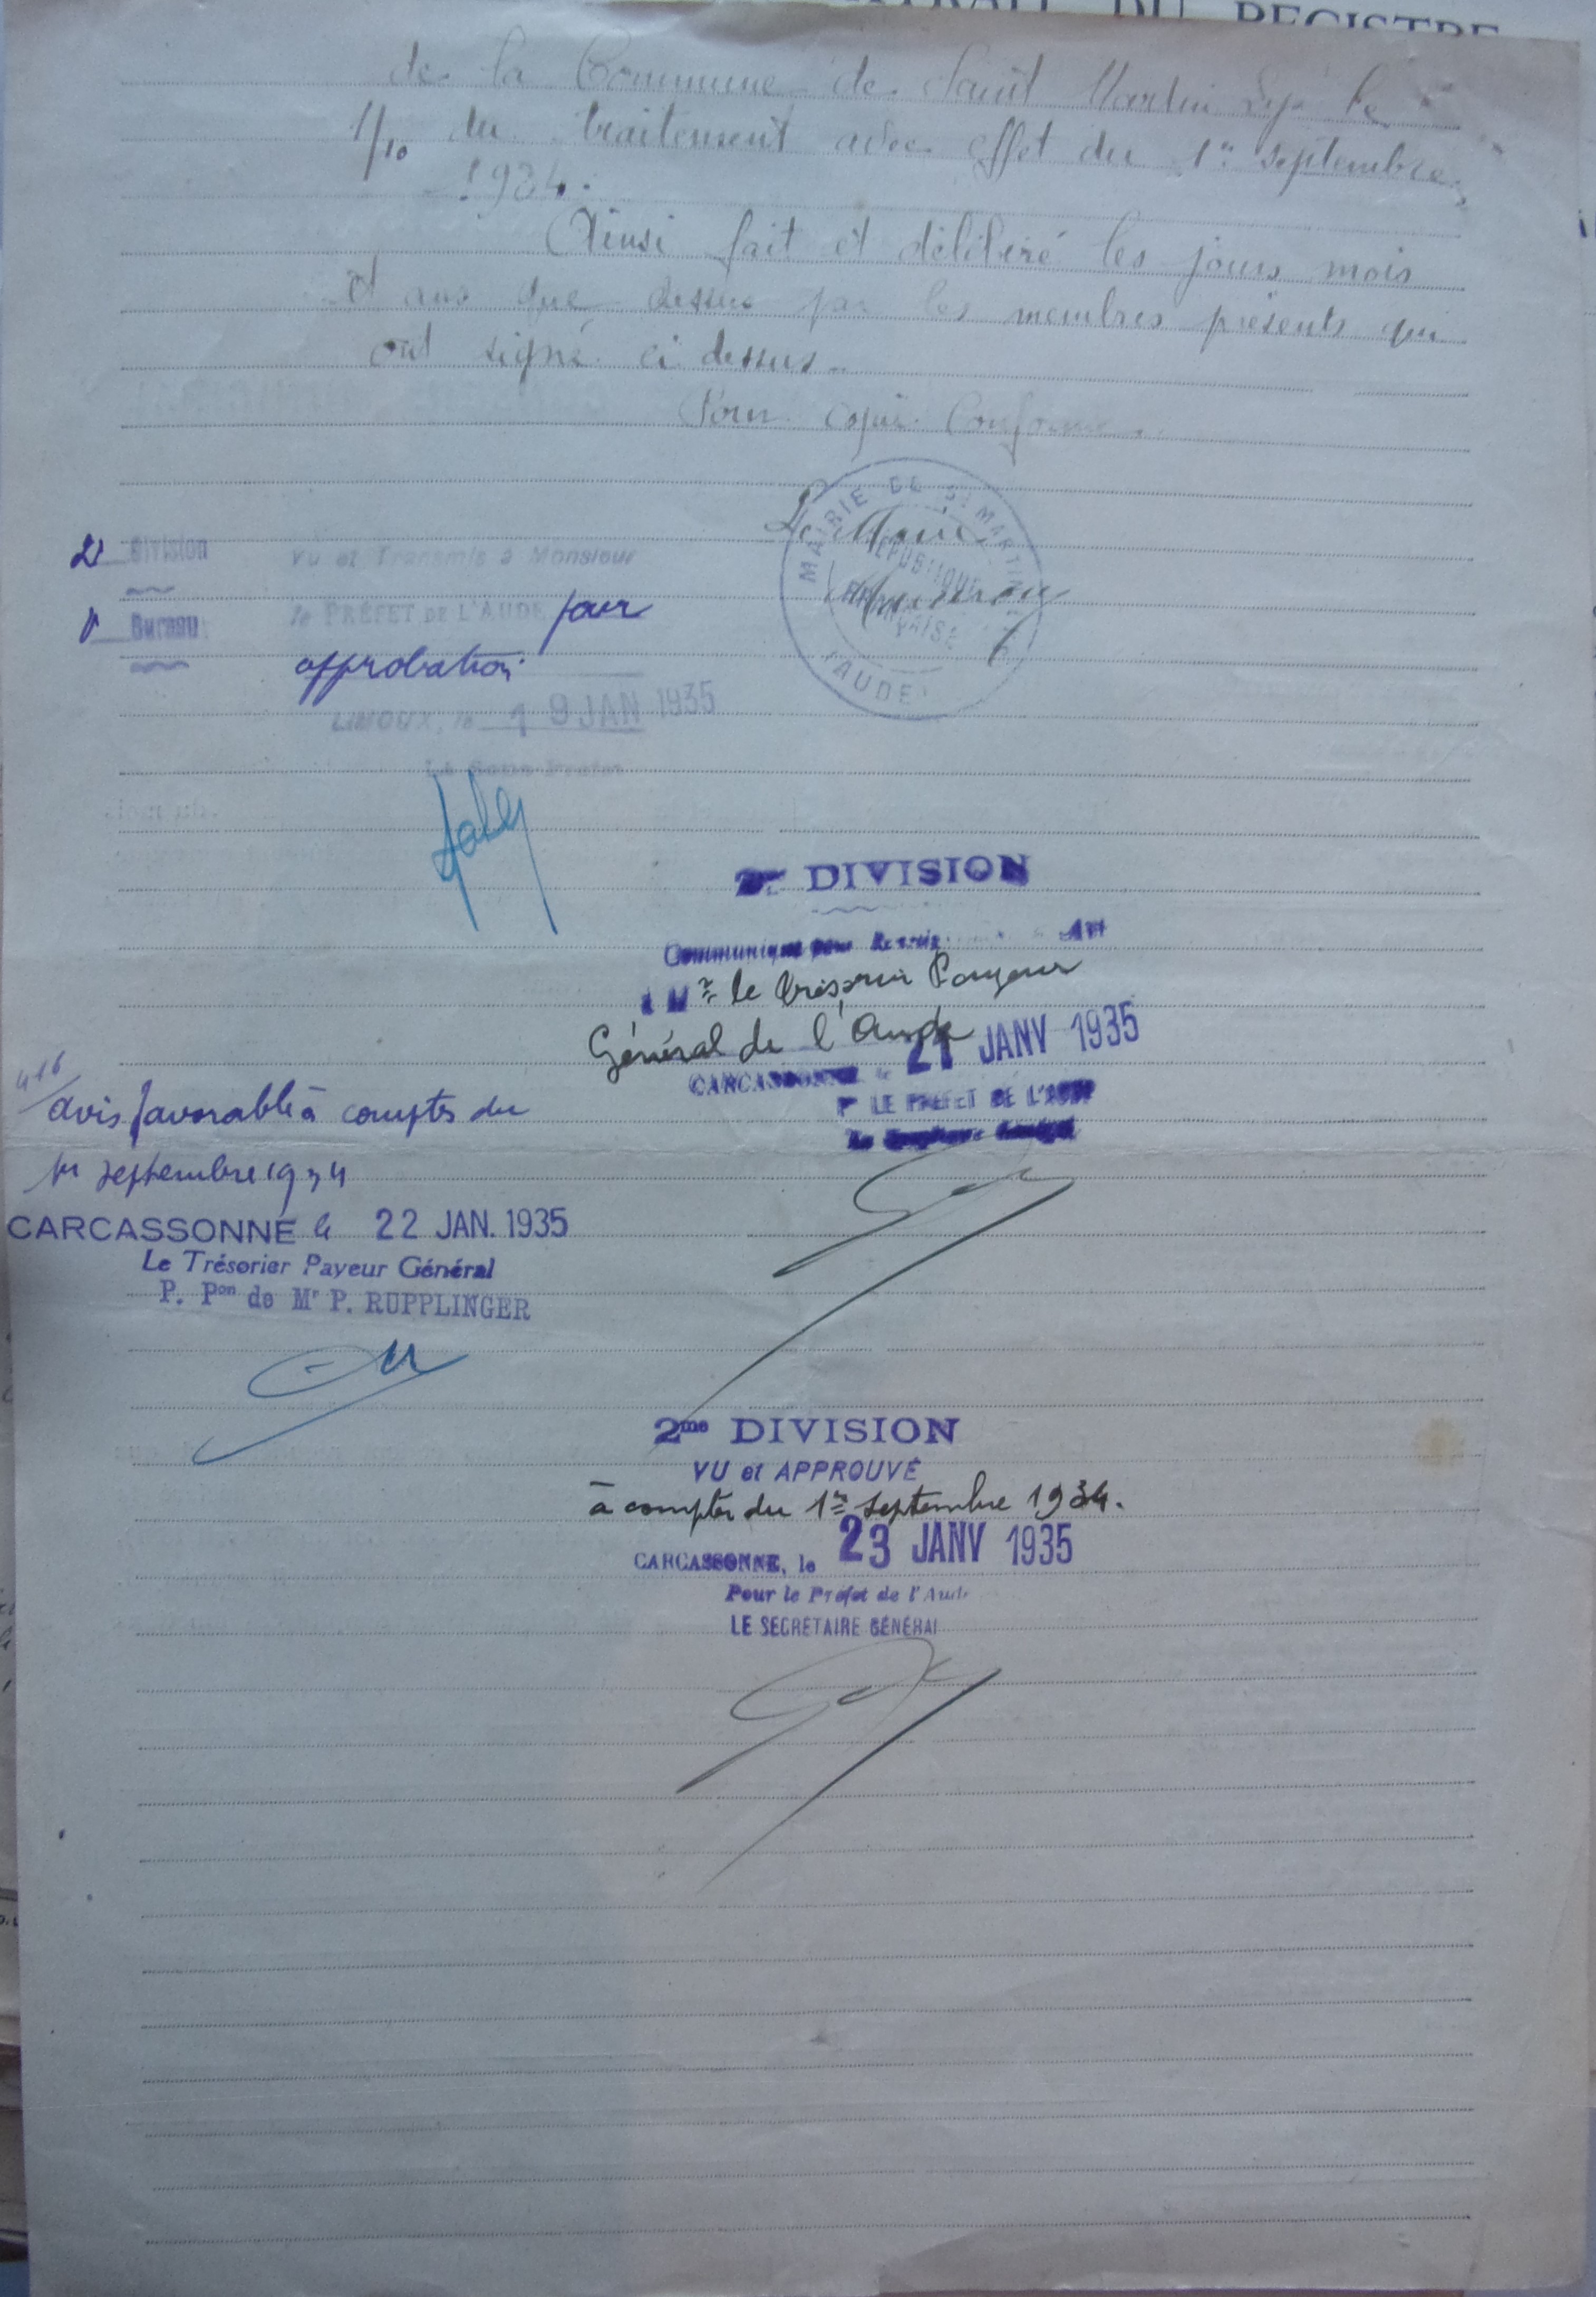 DU REGISTRE
de la Commune de Saint Martin Lys le
1/10 du traitement avec effet du 1er septembre
1934.
Ainsi fait et délibéré les jours mois
et ans que dessus par les membres présents qui
ont signé ci dessus.
Pour copie Conforme.
Le Maire
MAIRIE DE ST MARTIN
RÉPUBLIQUE
FRANÇAISE
(AUDE)
2e Division
Bureau
Vu et Transmis à Monsieur
le PRÉFET DE L'AUDE pour
approbation
LIMOUX, le 19 JAN 1935
Le Sous-Préfet
2e DIVISION
Communiqué pour
à Mr le Trésorier Payeur
Général de l'Aude
CARCASSONNE le 21 JANV 1935
Pr LE PRÉFET DE L'AUDE
Le Secrétaire Général
416
avis favorable à compter du
1er septembre 1934
CARCASSONNE le 22 JAN. 1935
Le Trésorier Payeur Général
P. Pon de Mr P. RUPPLINGER
2me DIVISION
VU et APPROUVÉ
à compter du 1er septembre 1934.
CARCASSONNE, le 23 JANV 1935
Pour le Préfet de l'Aude
LE SECRÉTAIRE GÉNÉRAL